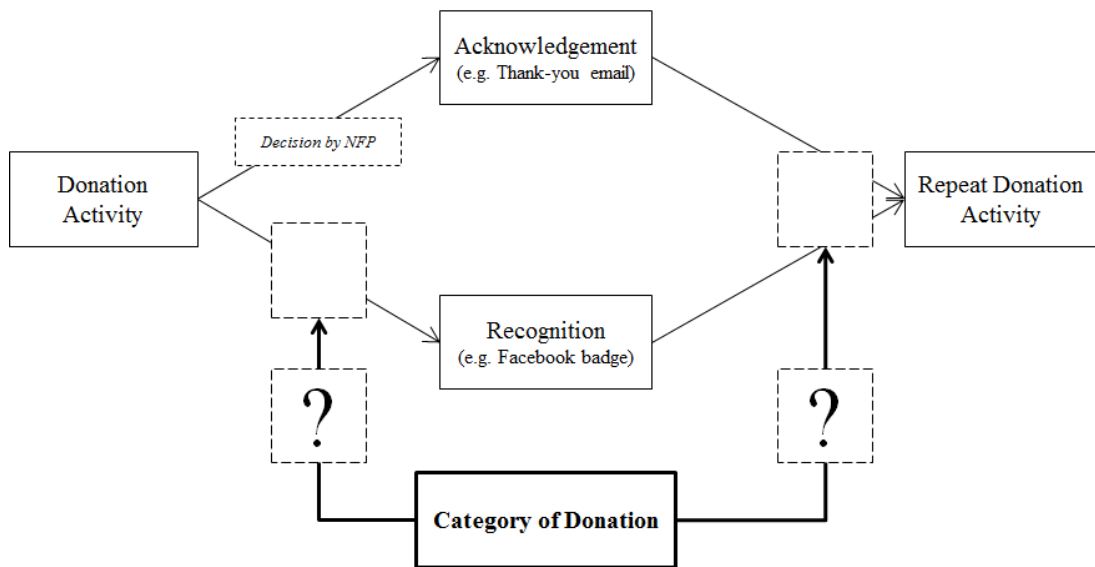 Acknowledgement
(e.g. Thank-you email)
Decision by NFP
Donation
Activity
Repeat Donation
Activity
Recognition
(e.g. Facebook badge)
?
?
Category of Donation